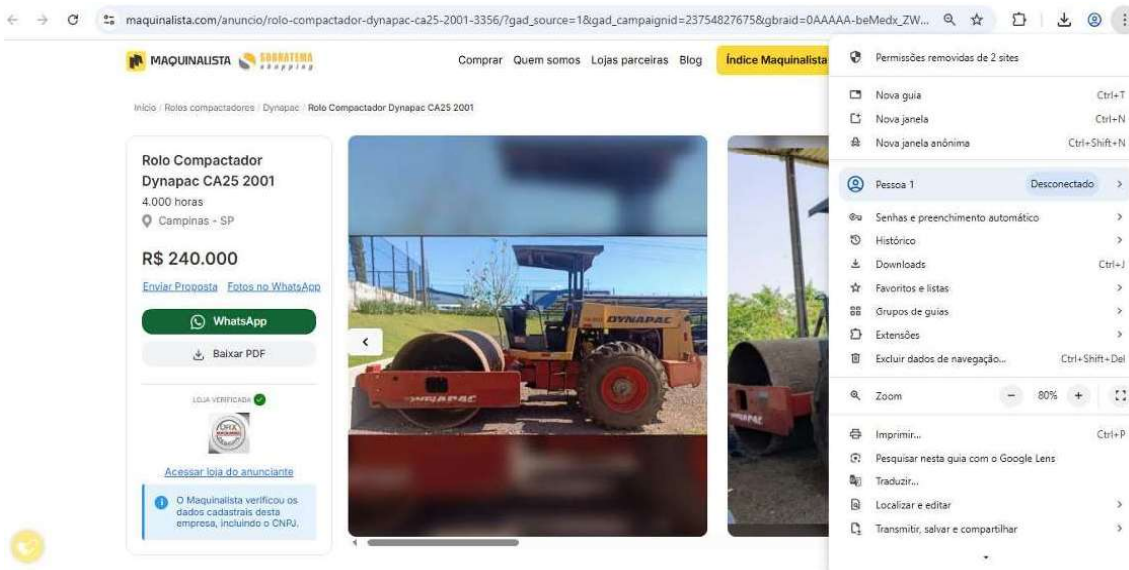 maquinalista.com/anuncio/rolo-compactador-dynapac-ca25-2001-3356/?gad_source=1&gad_campaignid=23754827675&gbraid=0AAAAA-beMedx_ZW...
MAQUINALISTA
SOBRATEMA
shopping
Comprar
Quem somos
Lojas parceiras
Blog
Índice Maquinalista
Início / Rolos compactadores / Dynapac / Rolo Compactador Dynapac CA25 2001
Rolo Compactador
Dynapac CA25 2001
4.000 horas
Campinas - SP
R$ 240.000
Enviar Proposta
Fotos no WhatsApp
WhatsApp
Baixar PDF
LOJA VERIFICADA
Acessar loja do anunciante
O Maquinalista verificou os
dados cadastrais desta
empresa, incluindo o CNPJ.
DYNAPAC
DYNAPAC
Permissões removidas de 2 sites
Nova guia Ctrl+T
Nova janela Ctrl+N
Nova janela anônima Ctrl+Shift+N
Pessoa 1 Desconectado
Senhas e preenchimento automático
Histórico
Downloads Ctrl+J
Favoritos e listas
Grupos de guias
Extensões
Excluir dados de navegação... Ctrl+Shift+Del
Zoom - 80% +
Imprimir... Ctrl+P
Pesquisar nesta guia com o Google Lens
Traduzir...
Localizar e editar
Transmitir, salvar e compartilhar